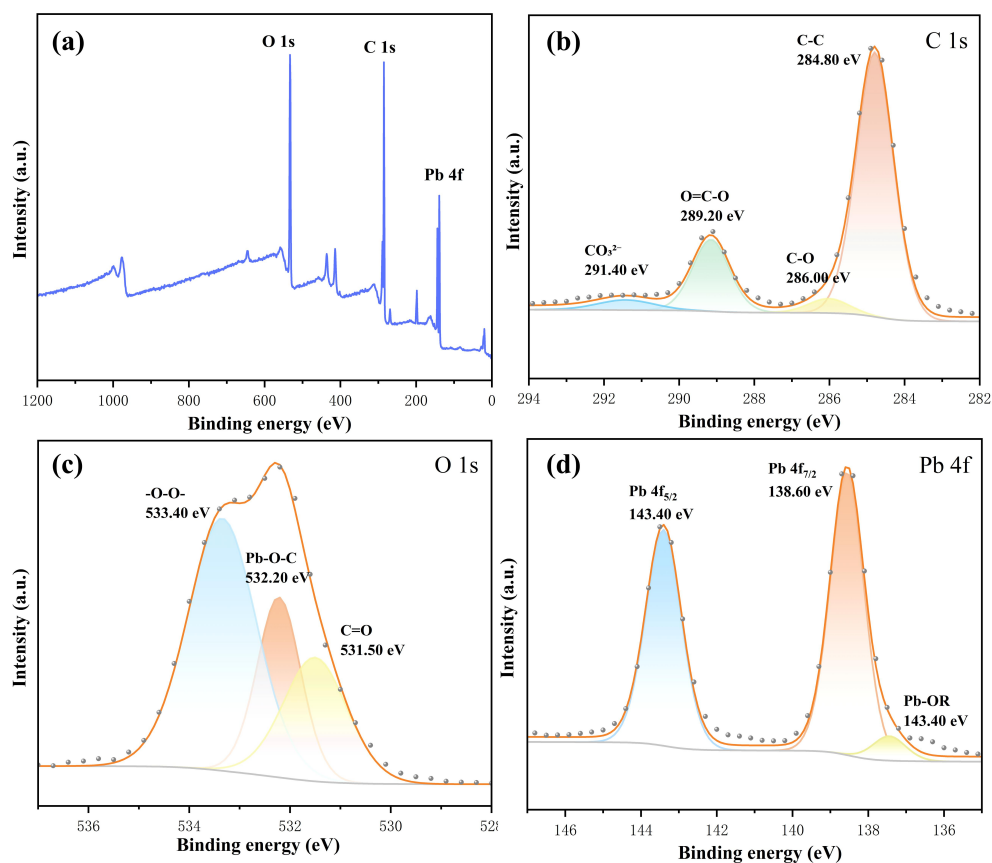 (a)
O 1s
C 1s
Pb 4f
Intensity (a.u.)
1200 1000 800 600 400 200 0
Binding energy (eV)
(b)
C 1s
C-C
284.80 eV
O=C-O
289.20 eV
CO₃²⁻
291.40 eV
C-O
286.00 eV
Intensity (a.u.)
294 292 290 288 286 284 282
Binding energy (eV)
(c)
O 1s
-O-O-
533.40 eV
Pb-O-C
532.20 eV
C=O
531.50 eV
Intensity (a.u.)
536 534 532 530 528
Binding energy (eV)
(d)
Pb 4f
Pb 4f₇/₂
138.60 eV
Pb 4f₅/₂
143.40 eV
Pb-OR
143.40 eV
Intensity (a.u.)
146 144 142 140 138 136
Binding energy (eV)